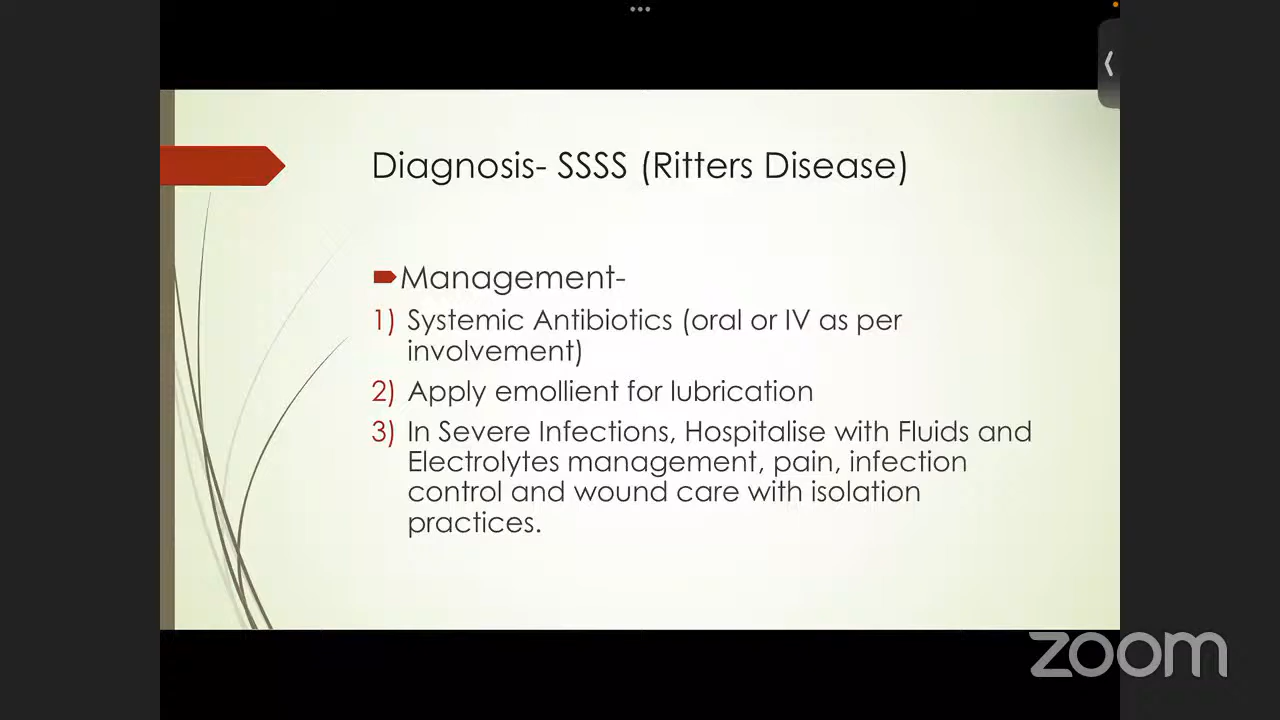 Diagnosis- SSSS (Ritters Disease)
Management-
1) Systemic Antibiotics (oral or IV as per
involvement)
2) Apply emollient for lubrication
3) In Severe Infections, Hospitalise with Fluids and
Electrolytes management, pain, infection
control and wound care with isolation
practices.
zoom